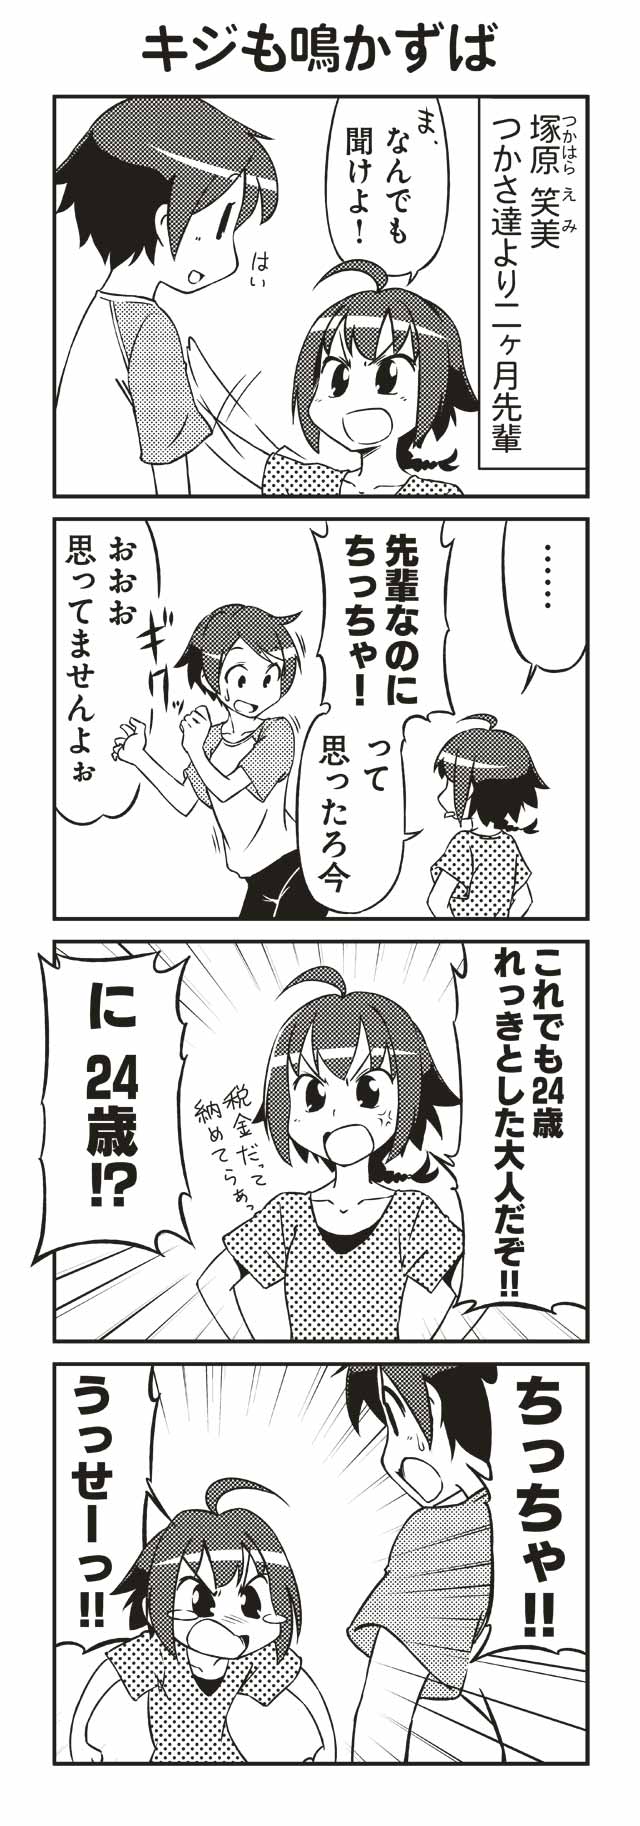 キジも鳴かずば
塚原 笑美
つかはら えみ
つかさ達より二ヶ月先輩
ま、
なんでも
聞けよ!
はい
……
先輩なのに
ちっちゃ!
って
思ったろ今
ギクッ
おおお
思ってませんよぉ
これでも24歳
れっきとした大人だぞ!!
税金だって
納めてらぁっ
に
24
歳!?
ちっちゃ!!
うっせーっ!!